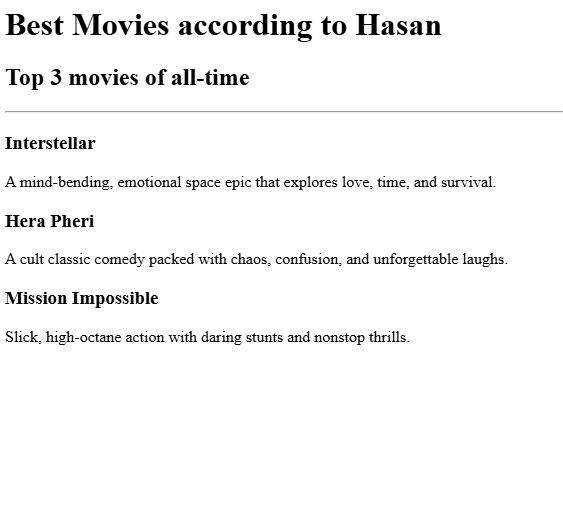 Best Movies according to Hasan
Top 3 movies of all-time
Interstellar
A mind-bending, emotional space epic that explores love, time, and survival.
Hera Pheri
A cult classic comedy packed with chaos, confusion, and unforgettable laughs.
Mission Impossible
Slick, high-octane action with daring stunts and nonstop thrills.